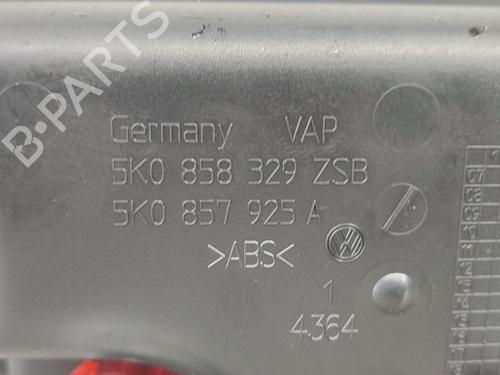 B-PARTS
Germany VAP
5K0 858 329 ZSB
5K0 857 925 A
>ABS<
1
4364